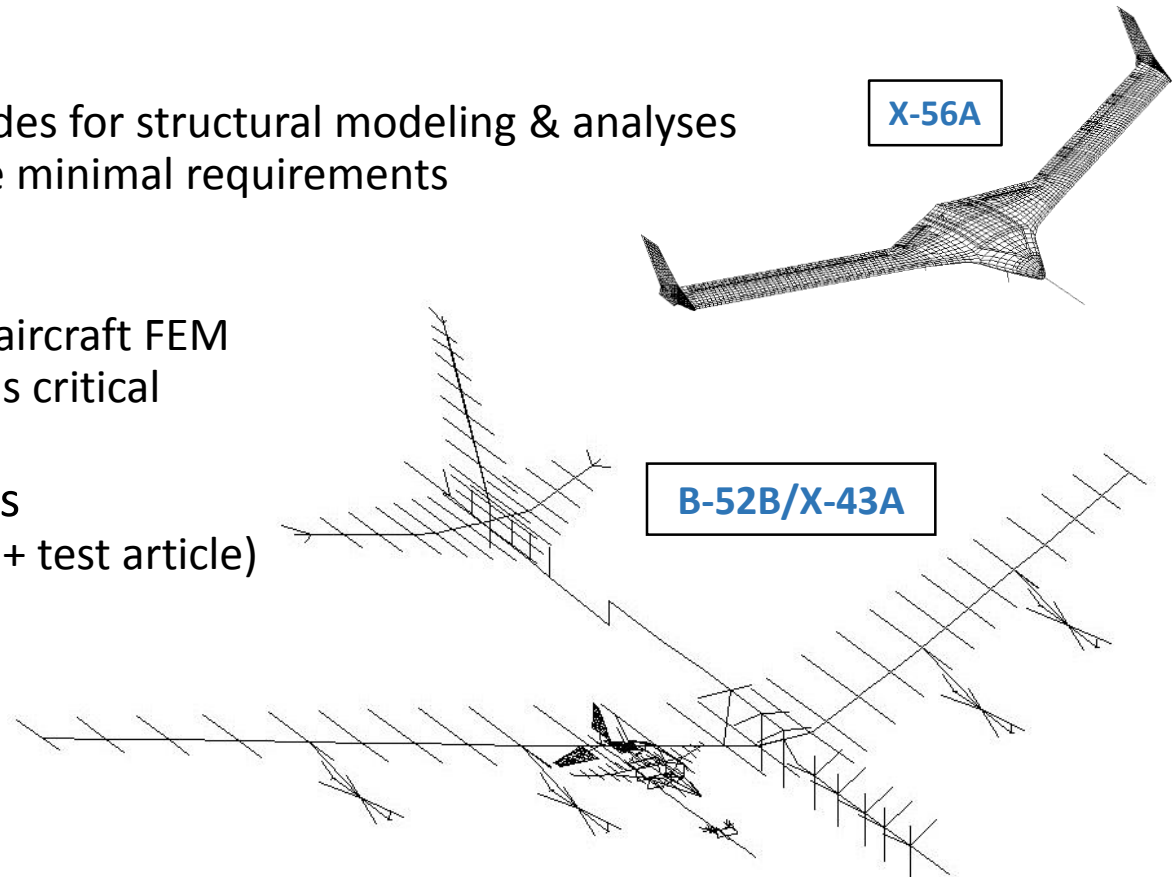 des for structural modeling & analyses
e minimal requirements
X-56A
aircraft FEM
s critical
s
+ test article)
B-52B/X-43A